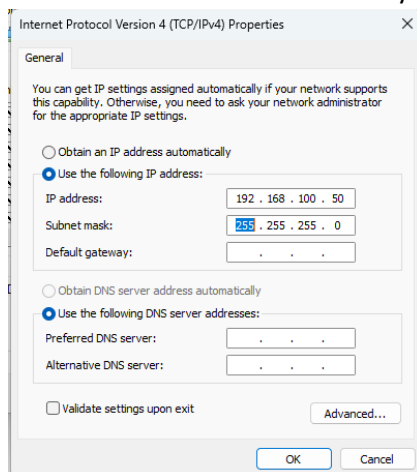 Internet Protocol Version 4 (TCP/IPv4) Properties
General
You can get IP settings assigned automatically if your network supports
this capability. Otherwise, you need to ask your network administrator
for the appropriate IP settings.
Obtain an IP address automatically
Use the following IP address:
IP address: 192 . 168 . 100 . 50
Subnet mask: 255 . 255 . 255 . 0
Default gateway: . . .
Obtain DNS server address automatically
Use the following DNS server addresses:
Preferred DNS server: . . .
Alternative DNS server: . . .
Validate settings upon exit
Advanced...
OK Cancel